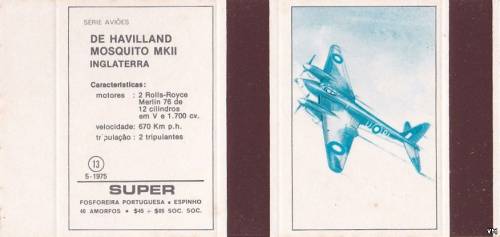 SERIE AVIÕES
DE HAVILLAND
MOSQUITO MKII
INGLATERRA
Características :
motores : 2 Rolls-Royce
Merlin 76 de
12 cilindros
em V e 1.700 cv.
velocidade: 670 Km p.h.
tripulação : 2 tripulantes
13
5-1975
SUPER
FOSFOREIRA PORTUGUESA • ESPINHO
40 AMORFOS • $45 + $05 SOC. SOC.